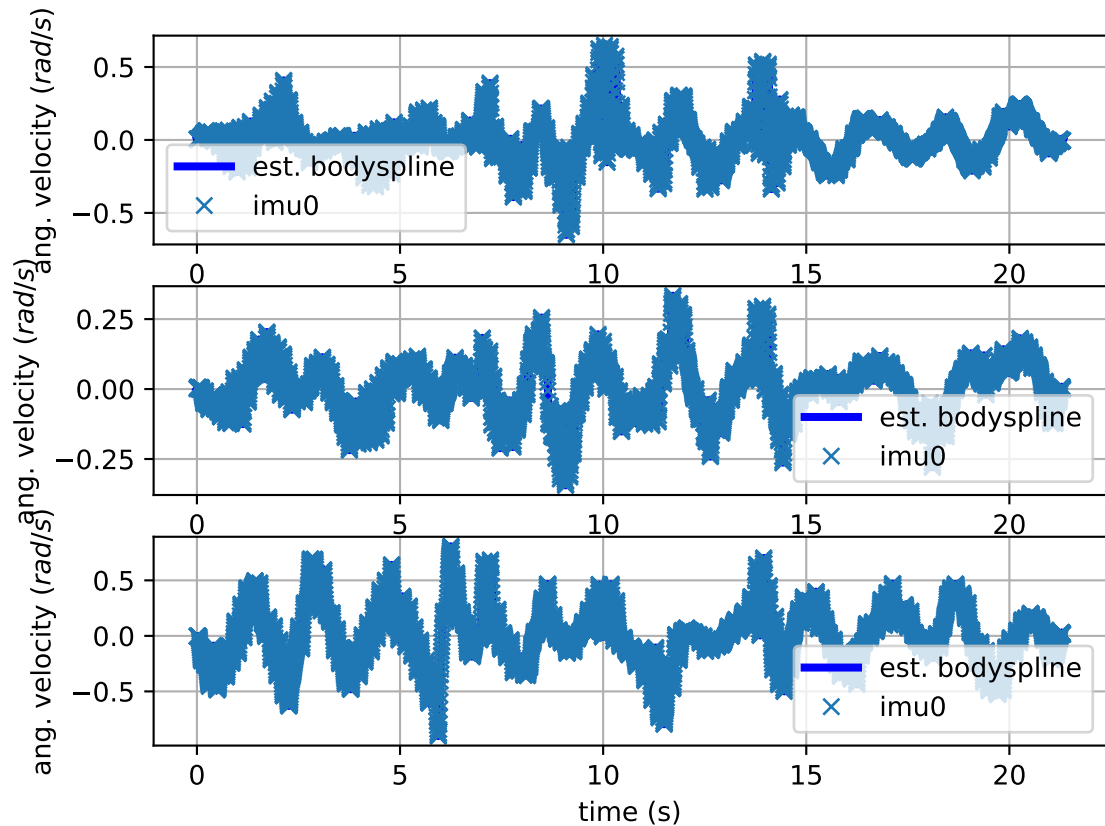 ang. velocity (rad/s)
0.5
0.0
−0.5
est. bodyspline
imu0
0 5 10 15 20
ang. velocity (rad/s)
0.25
0.00
−0.25
est. bodyspline
imu0
0 5 10 15 20
ang. velocity (rad/s)
0.5
0.0
−0.5
est. bodyspline
imu0
0 5 10 15 20
time (s)